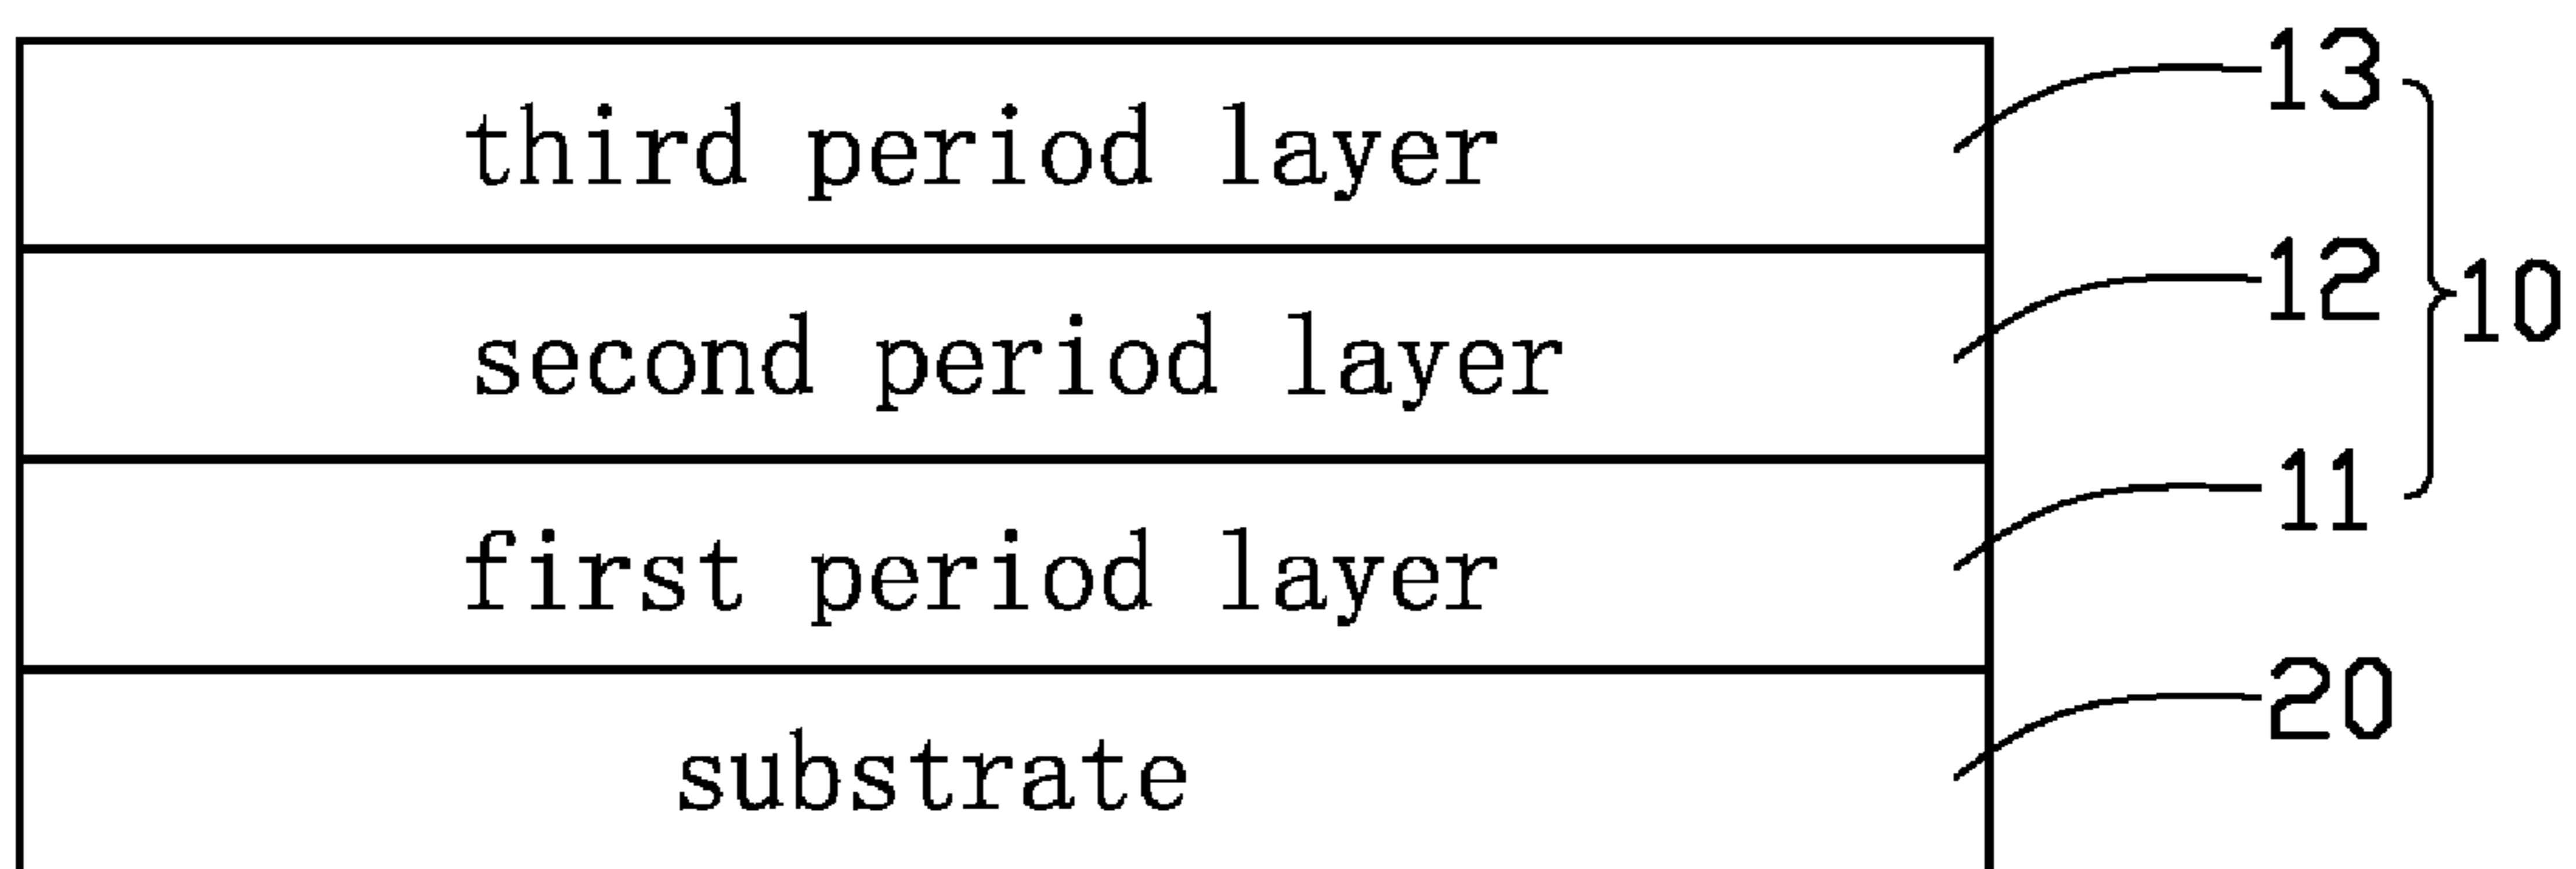 third period layer 13
second period layer 12
10
first period layer 11
substrate 20